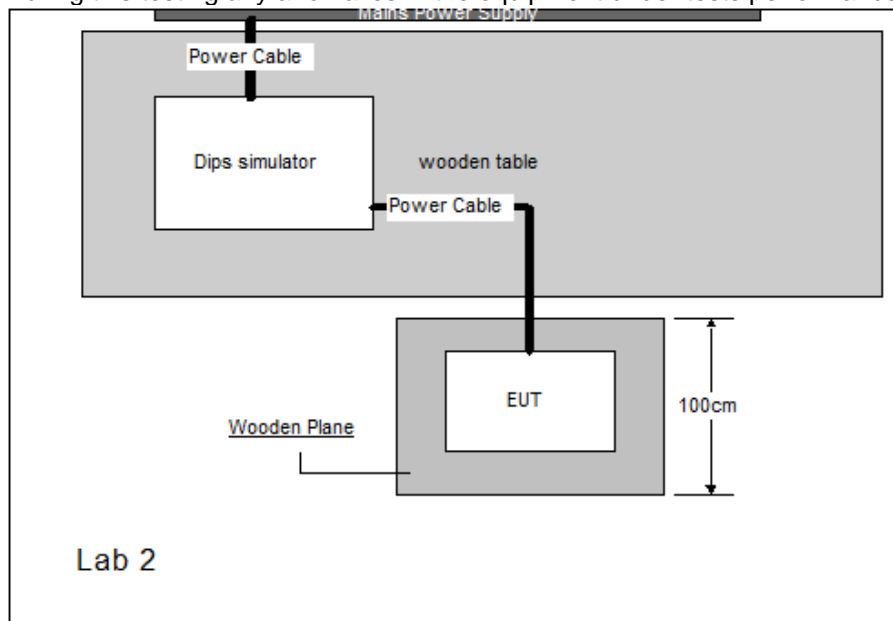 Mains Power Supply
Power Cable
Dips simulator
wooden table
Power Cable
EUT
100cm
Wooden Plane
Lab 2